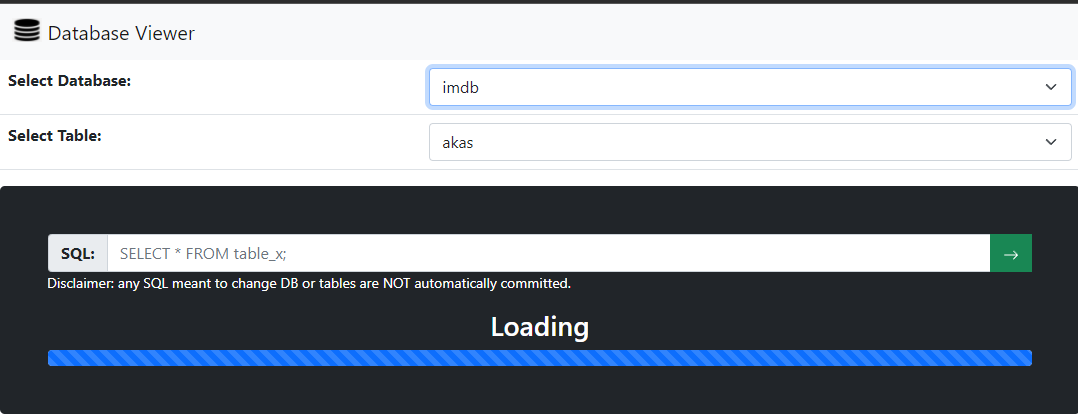 Database Viewer
Select Database:
imdb
Select Table:
akas
SQL: SELECT * FROM table_x;
Disclaimer: any SQL meant to change DB or tables are NOT automatically committed.
Loading